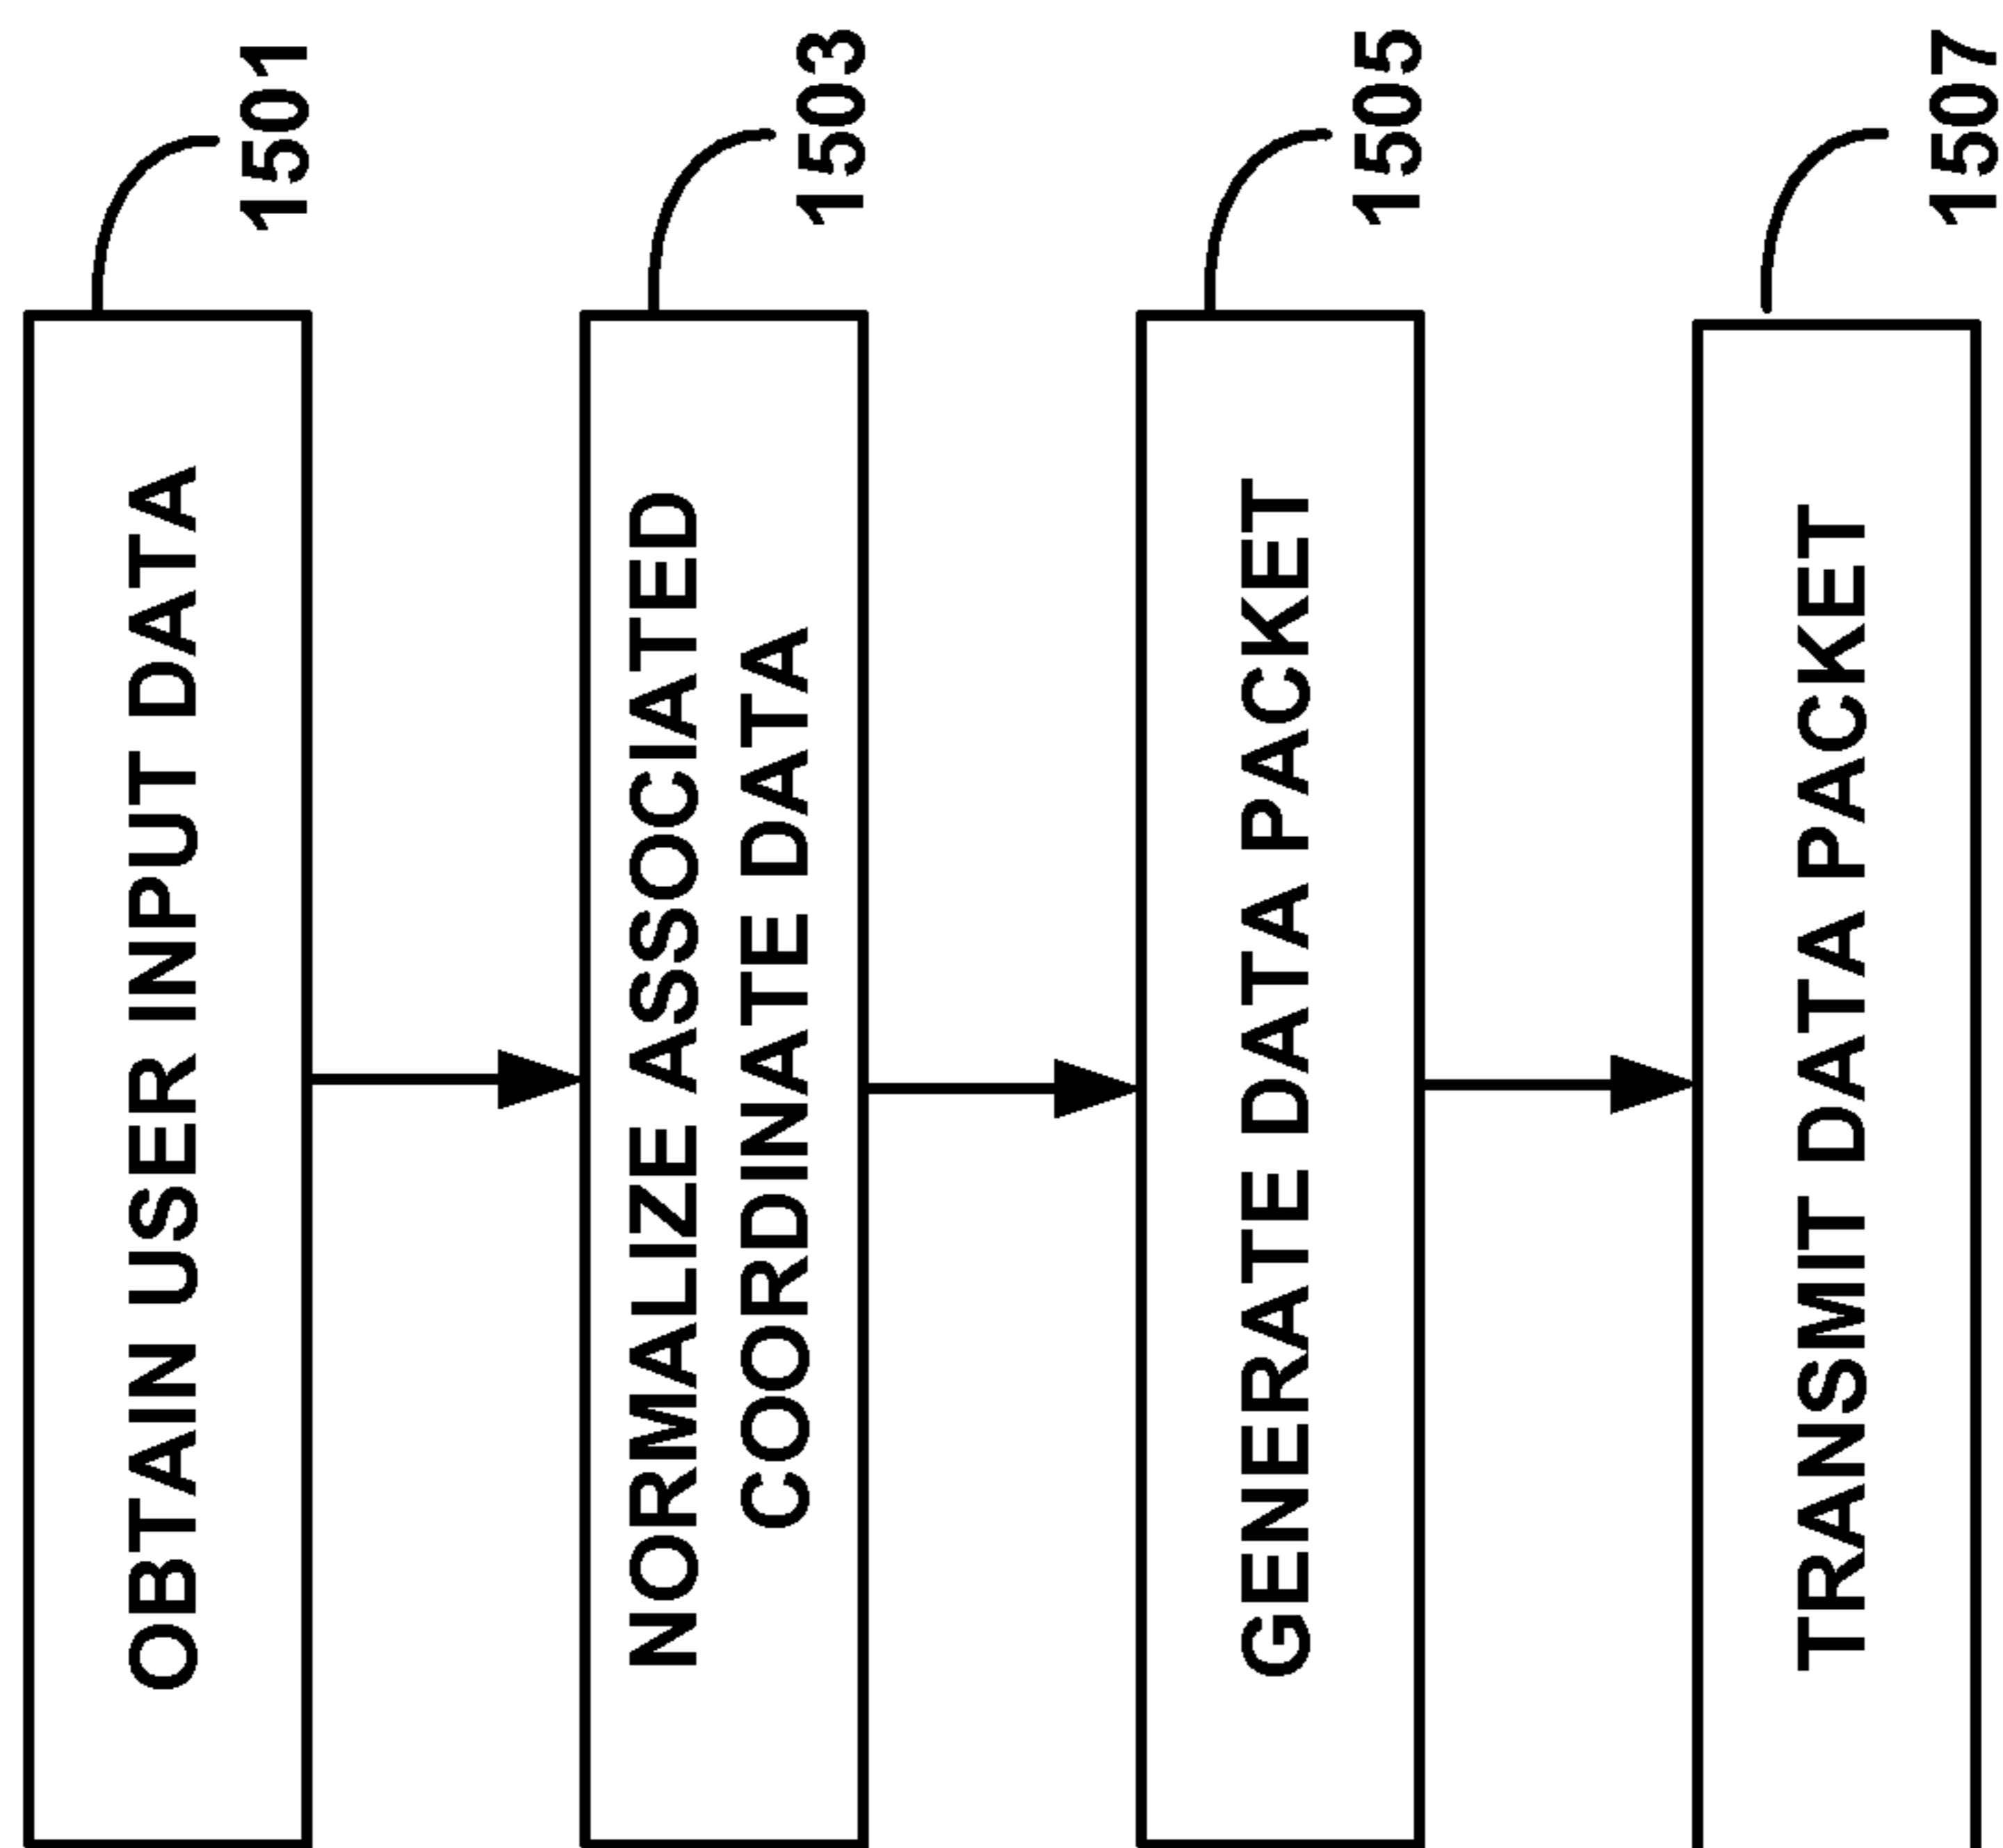 OBTAIN USER INPUT DATA
1501
NORMALIZE ASSOCIATED
COORDINATE DATA
1503
GENERATE DATA PACKET
1505
TRANSMIT DATA PACKET
1507